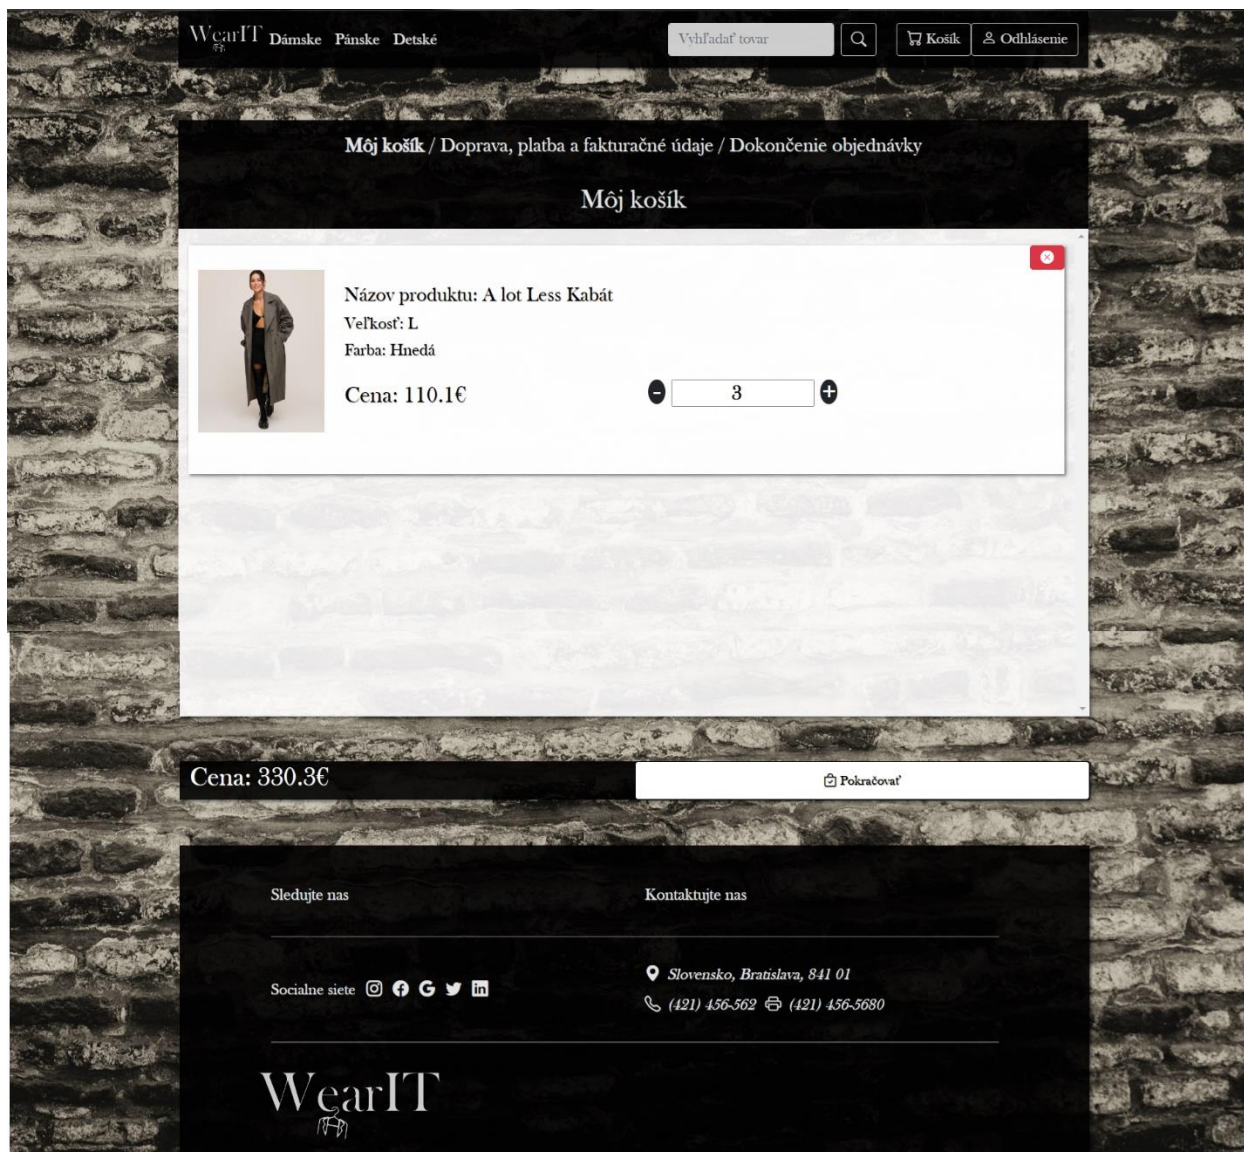 WearIT Dámske Pánske Detské Vyhľadať tovar Košík Odhlásenie
Môj košík / Doprava, platba a fakturačné údaje / Dokončenie objednávky
Môj košík
Názov produktu: A lot Less Kabát
Veľkosť: L
Farba: Hnedá
Cena: 110.1€ - 3 +
Cena: 330.3€ Pokračovať
Sledujte nas Kontaktujte nas
Slovensko, Bratislava, 841 01
Socialne siete
(421) 456-562 (421) 456-5680
WearIT